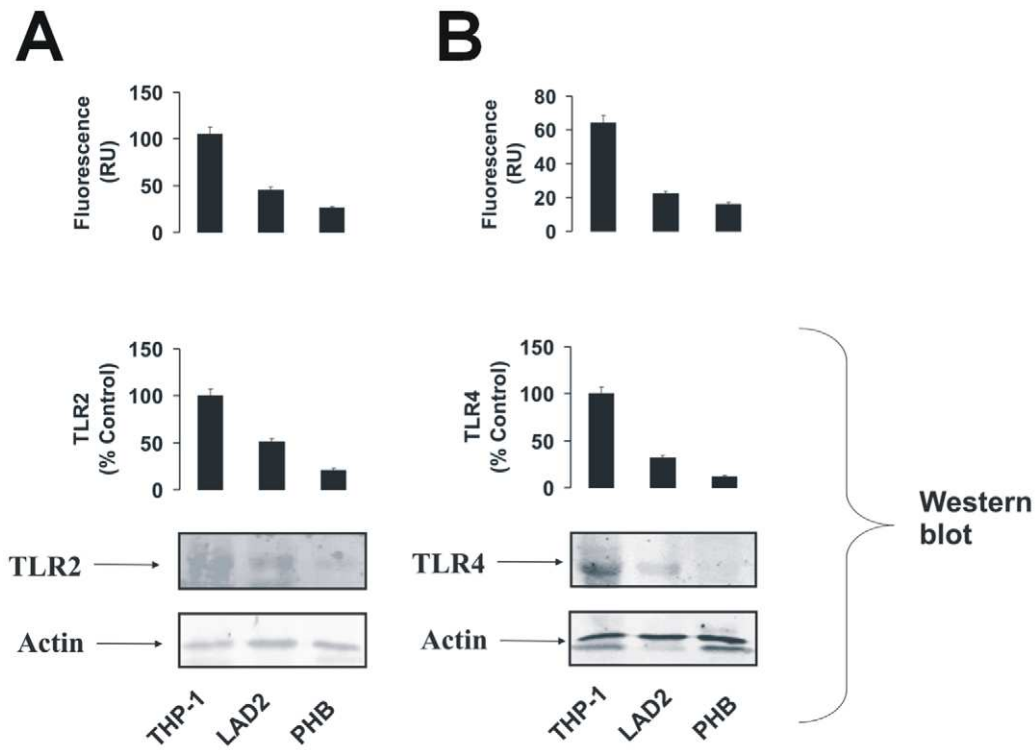 A
B
Fluorescence
(RU)
150
100
50
0
Fluorescence
(RU)
80
60
40
20
0
TLR2
(% Control)
150
100
50
0
TLR4
(% Control)
150
100
50
0
Western
blot
TLR2
TLR4
Actin
Actin
THP-1
LAD2
PHB
THP-1
LAD2
PHB